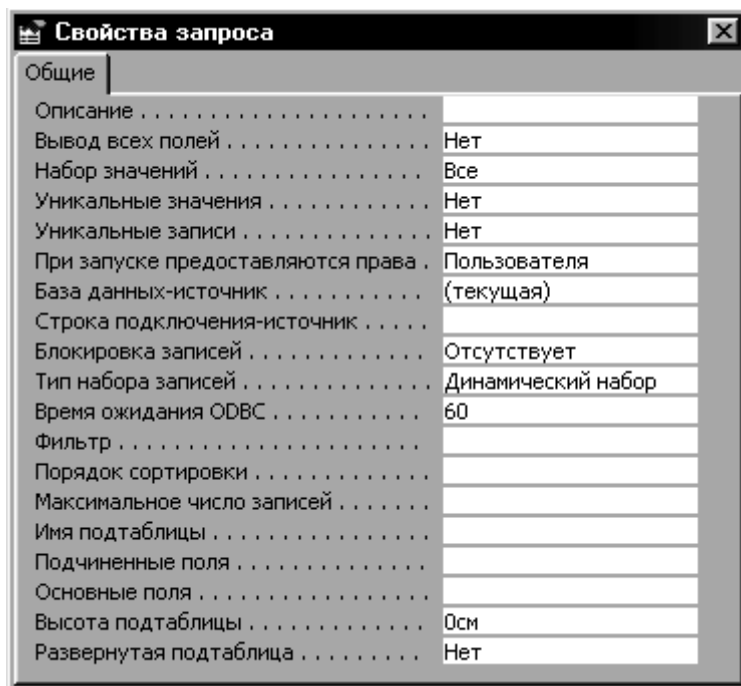 Свойства запроса
Общие
Описание . . . . . . . . . . . . . . . . . . . . . .
Вывод всех полей . . . . . . . . . . . . . . . Нет
Набор значений . . . . . . . . . . . . . . . . Все
Уникальные значения . . . . . . . . . . . . Нет
Уникальные записи . . . . . . . . . . . . . . Нет
При запуске предоставляются права . Пользователя
База данных-источник . . . . . . . . . . . (текущая)
Строка подключения-источник . . . . .
Блокировка записей . . . . . . . . . . . . . Отсутствует
Тип набора записей . . . . . . . . . . . . . . Динамический набор
Время ожидания ODBC . . . . . . . . . . . 60
Фильтр . . . . . . . . . . . . . . . . . . . . . . .
Порядок сортировки . . . . . . . . . . . . .
Максимальное число записей . . . . . . .
Имя подтаблицы . . . . . . . . . . . . . . . .
Подчиненные поля . . . . . . . . . . . . . .
Основные поля . . . . . . . . . . . . . . . . .
Высота подтаблицы . . . . . . . . . . . . . 0см
Развернутая подтаблица . . . . . . . . . Нет